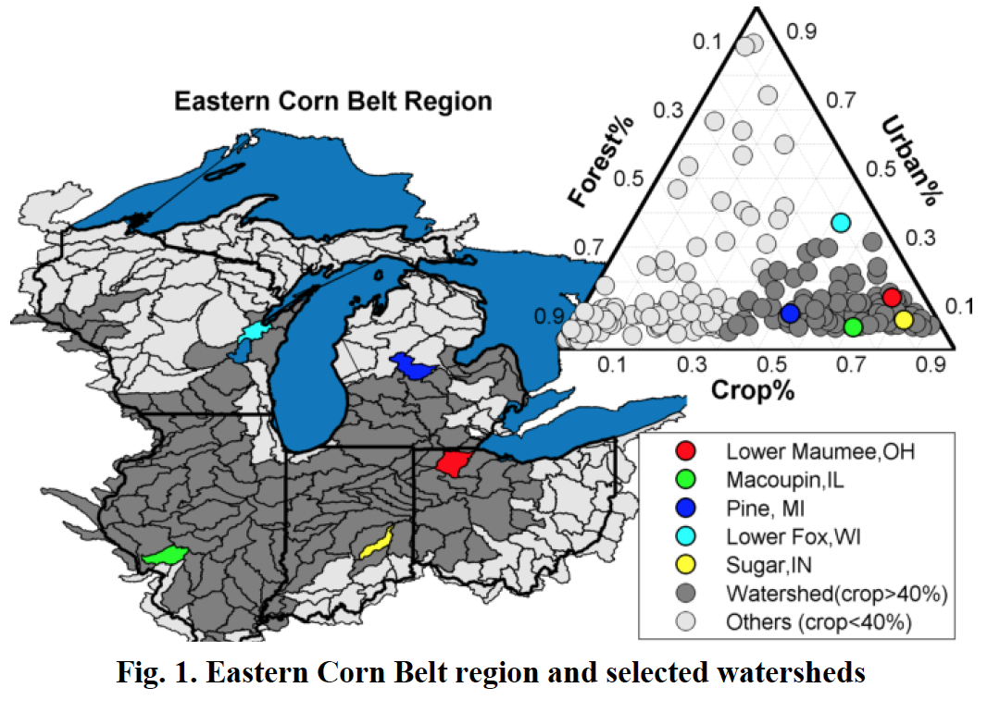 Eastern Corn Belt Region
0.1
0.9
0.3
0.7
Forest%
Urban%
0.5
0.5
0.7
0.3
0.9
0.1
0.1
0.3
0.5
0.7
0.9
Crop%
Lower Maumee,OH
Macoupin,IL
Pine, MI
Lower Fox,WI
Sugar,IN
Watershed(crop>40%)
Others (crop<40%)
Fig. 1. Eastern Corn Belt region and selected watersheds